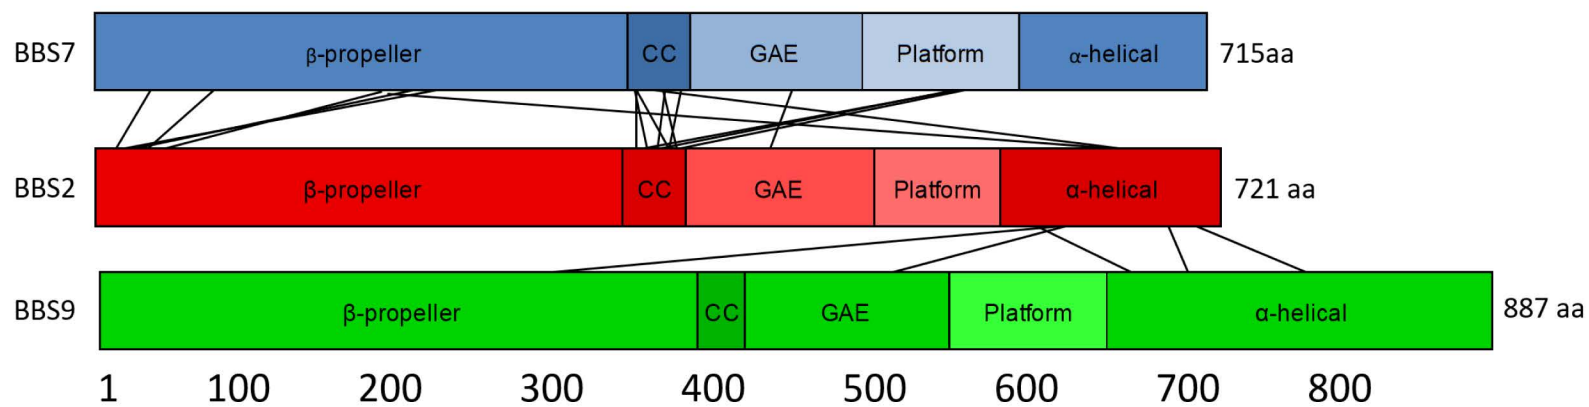 BBS7 β-propeller CC GAE Platform α-helical 715aa
BBS2 β-propeller CC GAE Platform α-helical 721 aa
BBS9 β-propeller CC GAE Platform α-helical 887 aa
1 100 200 300 400 500 600 700 800